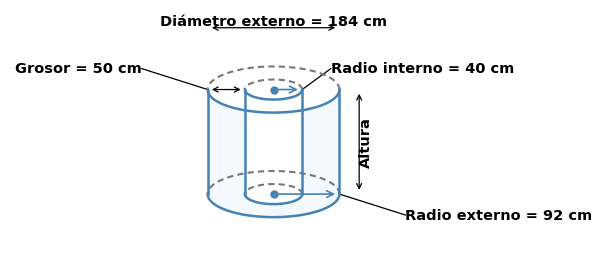 Diámetro externo = 184 cm
Grosor = 50 cm
Radio interno = 40 cm
Altura
Radio externo = 92 cm